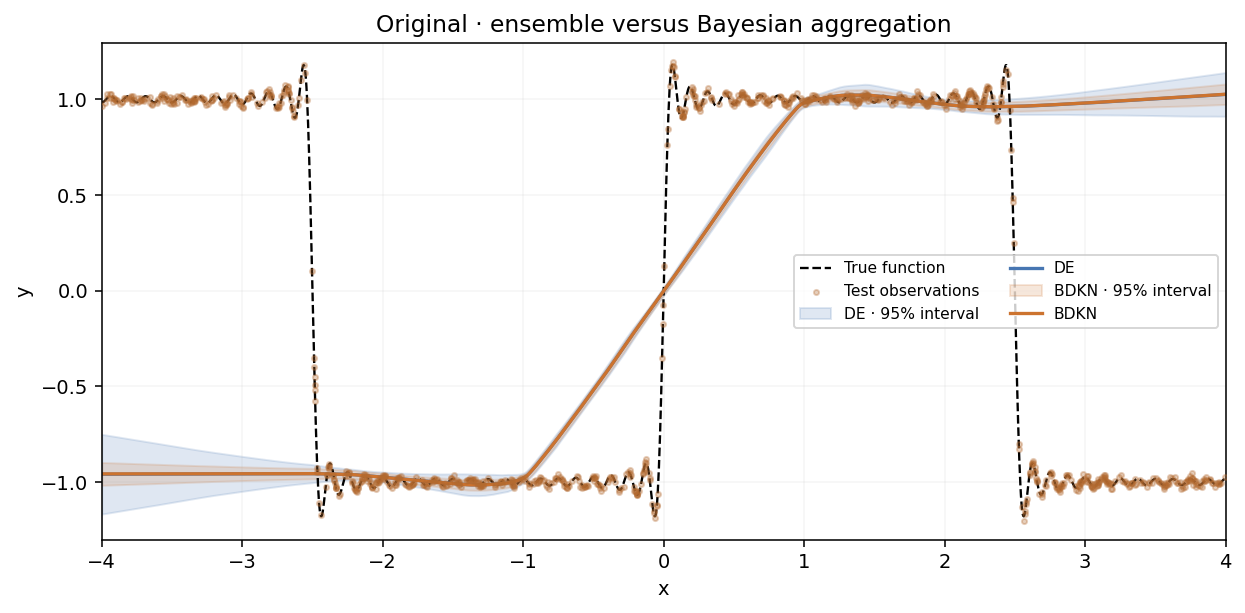 Original · ensemble versus Bayesian aggregation
y
1.0
0.5
0.0
−0.5
−1.0
True function
Test observations
DE · 95% interval
DE
BDKN · 95% interval
BDKN
−4
−3
−2
−1
0
1
2
3
4
x